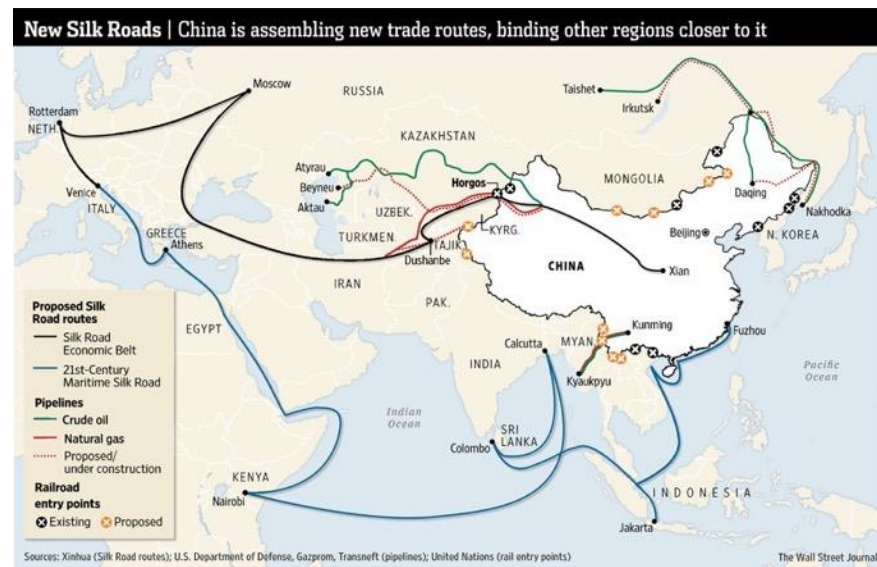 New Silk Roads | China is assembling new trade routes, binding other regions closer to it
Moscow
RUSSIA
Taishet
Irkutsk
Rotterdam
NETH.
KAZAKHSTAN
Atyrau
Beyneu
Aktau
Horgos
MONGOLIA
Daqing
Venice
ITALY
UZBEK.
Nakhodka
GREECE
Athens
TURKMEN.
KYRG.
TAJIK.
Dushanbe
Beijing
N. KOREA
CHINA
Xian
IRAN
PAK.
EGYPT
Kunming
Fuzhou
Calcutta
MYAN.
INDIA
Kyaukpyu
Pacific
Ocean
Indian
Ocean
SRI
LANKA
Colombo
KENYA
Nairobi
INDONESIA
Jakarta
Proposed Silk
Road routes
Silk Road
Economic Belt
21st-Century
Maritime Silk Road
Pipelines
Crude oil
Natural gas
Proposed/
under construction
Railroad
entry points
Existing
Proposed
Sources: Xinhua (Silk Road routes); U.S. Department of Defense, Gazprom, Transneft (pipelines); United Nations (rail entry points)
The Wall Street Journal